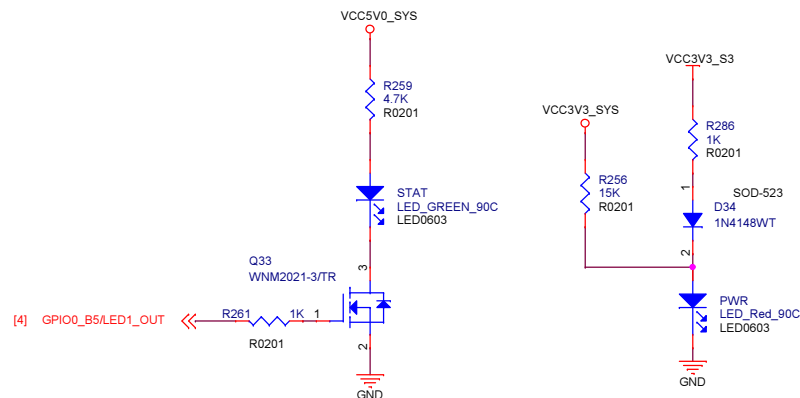 VCC5V0_SYS
R259
4.7K
R0201
STAT
LED_GREEN_90C
LED0603
Q33
WNM2021-3/TR
3
1
2
[4] GPIO0_B5/LED1_OUT
R261
1K
R0201
GND
VCC3V3_S3
VCC3V3_SYS
R286
1K
R0201
R256
15K
R0201
1
SOD-523
D34
1N4148WT
2
PWR
LED_Red_90C
LED0603
GND